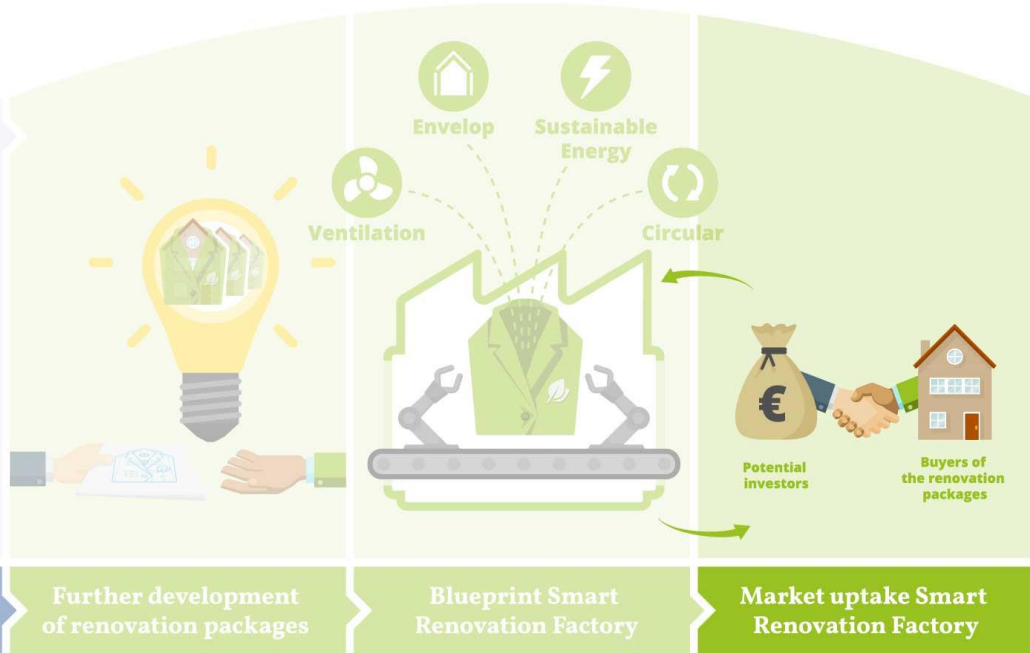 Envelop
Sustainable
Energy
Ventilation
Circular
€
Potential
investors
Buyers of
the renovation
packages
Further development
of renovation packages
Blueprint Smart
Renovation Factory
Market uptake Smart
Renovation Factory